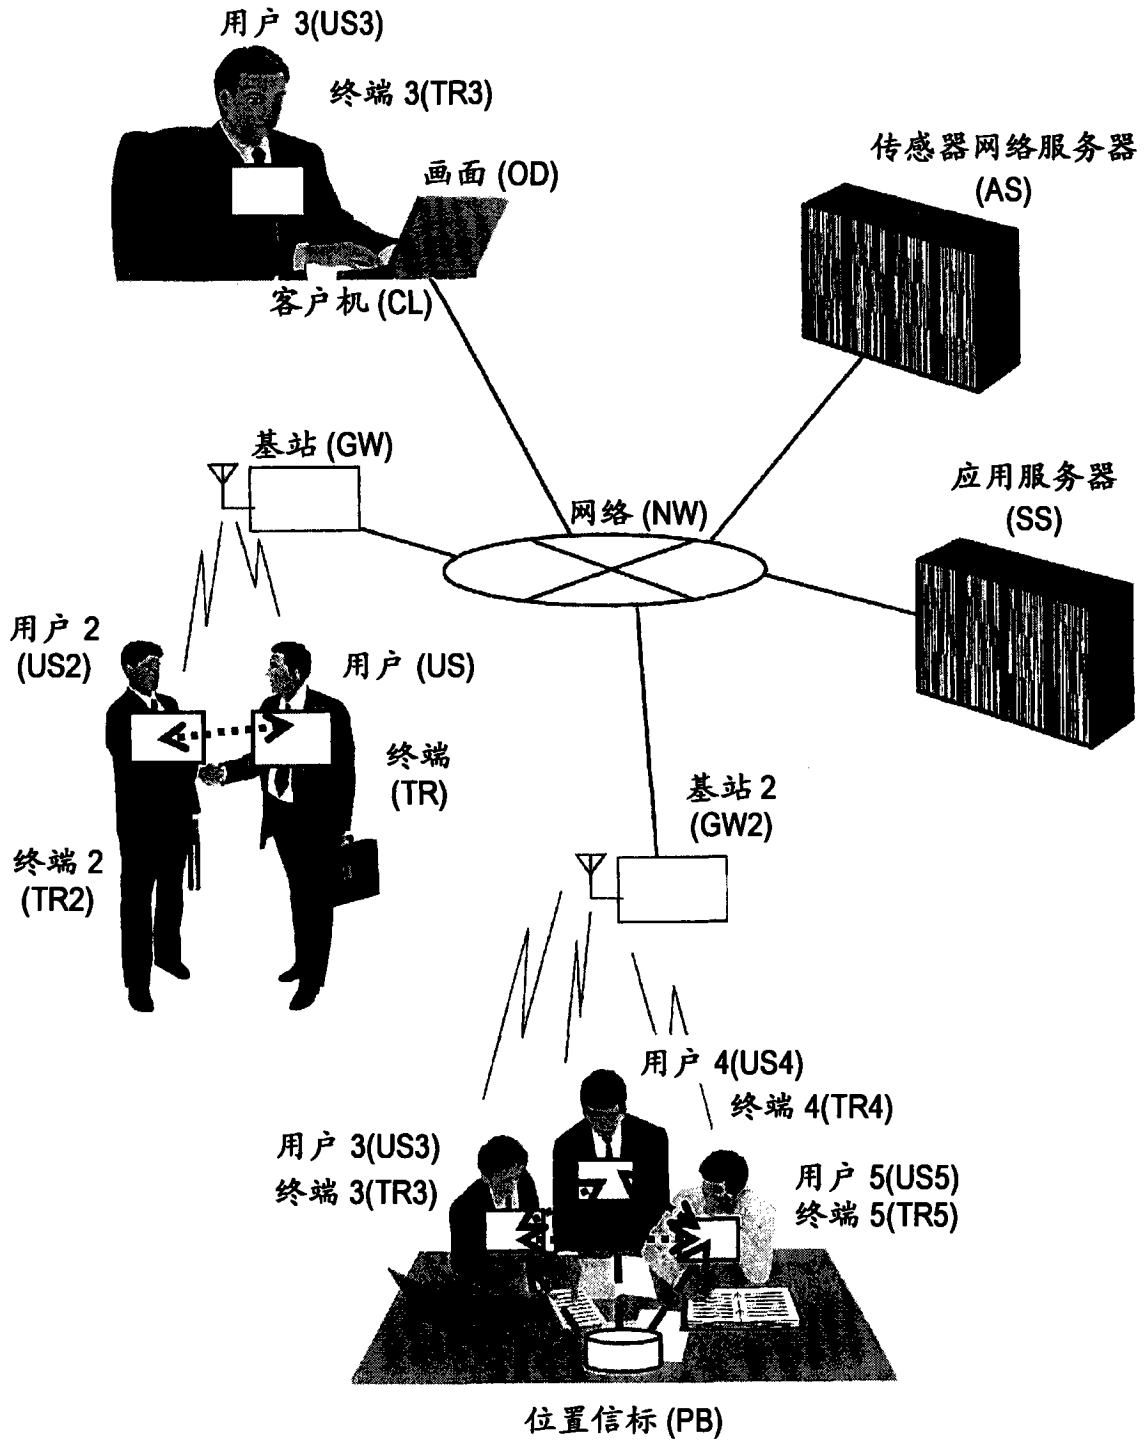 用户 3(US3)
终端 3(TR3)
画面 (OD)
客户机 (CL)
传感器网络服务器
(AS)
基站 (GW)
网络 (NW)
应用服务器
(SS)
用户 2
(US2)
用户 (US)
终端
(TR)
终端 2
(TR2)
基站 2
(GW2)
用户 4(US4)
终端 4(TR4)
用户 3(US3)
终端 3(TR3)
用户 5(US5)
终端 5(TR5)
位置信标 (PB)